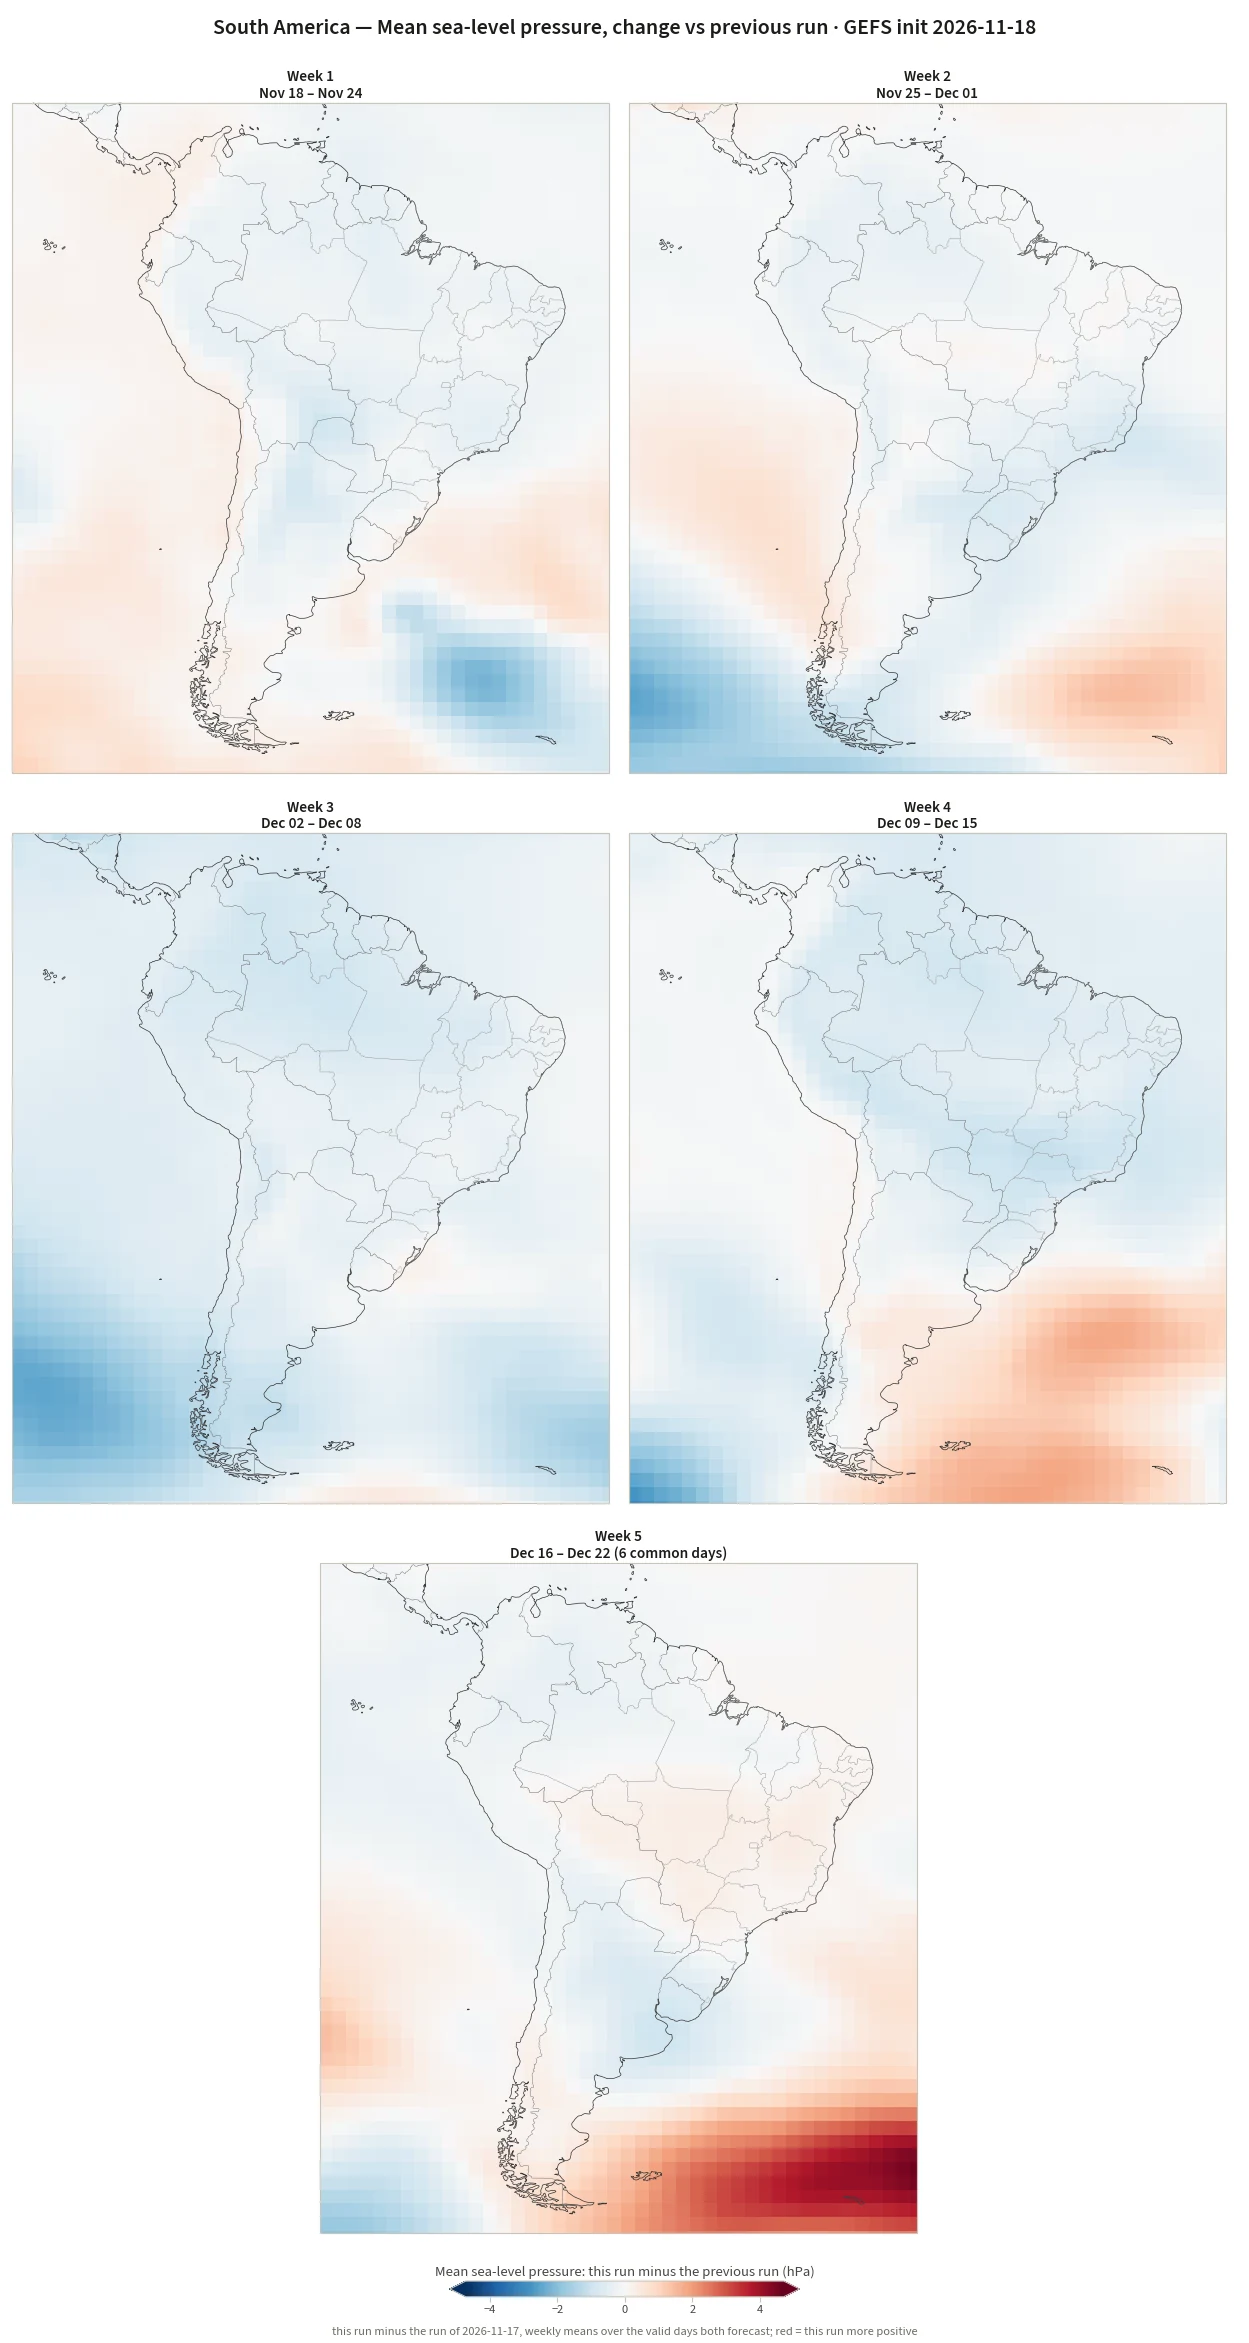 South America — Mean sea-level pressure, change vs previous run · GEFS init 2026-11-18
Week 1
Nov 18 – Nov 24
Week 2
Nov 25 – Dec 01
Week 3
Dec 02 – Dec 08
Week 4
Dec 09 – Dec 15
Week 5
Dec 16 – Dec 22 (6 common days)
Mean sea-level pressure: this run minus the previous run (hPa)
−4 −2 0 2 4
this run minus the run of 2026-11-17, weekly means over the valid days both forecast; red = this run more positive